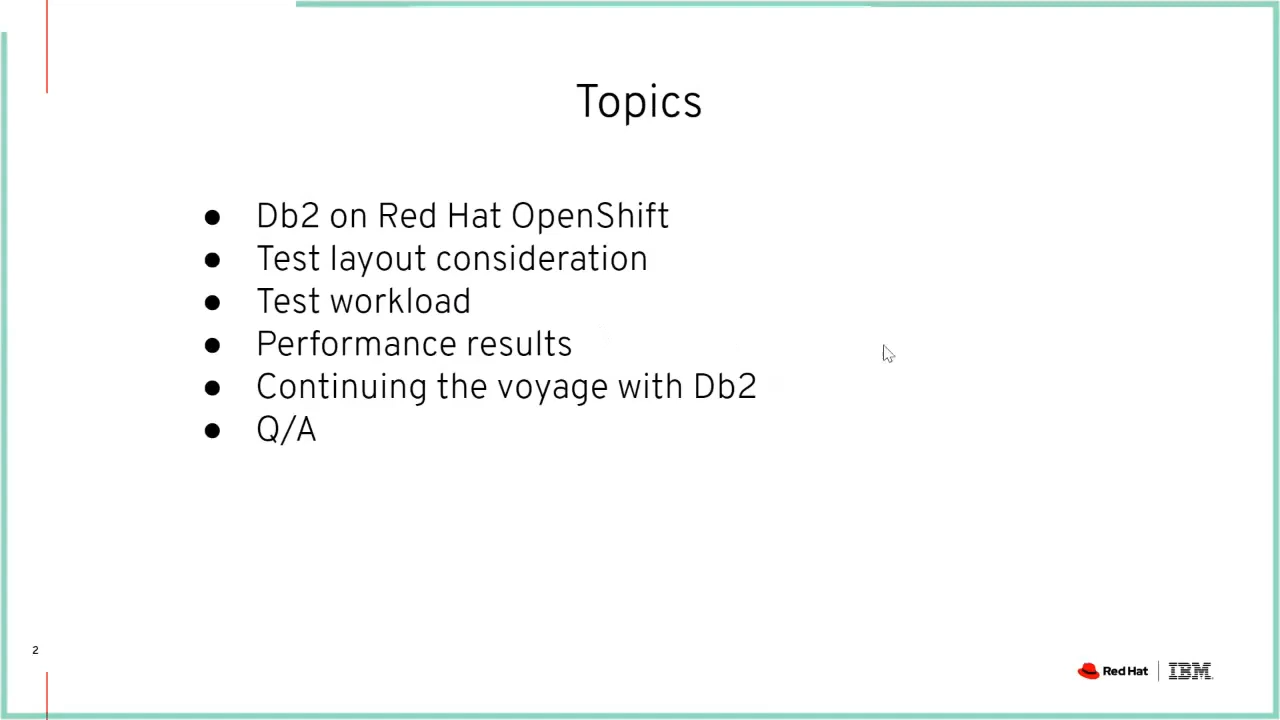 Topics
● Db2 on Red Hat OpenShift
● Test layout consideration
● Test workload
● Performance results
● Continuing the voyage with Db2
● Q/A
2
Red Hat | IBM